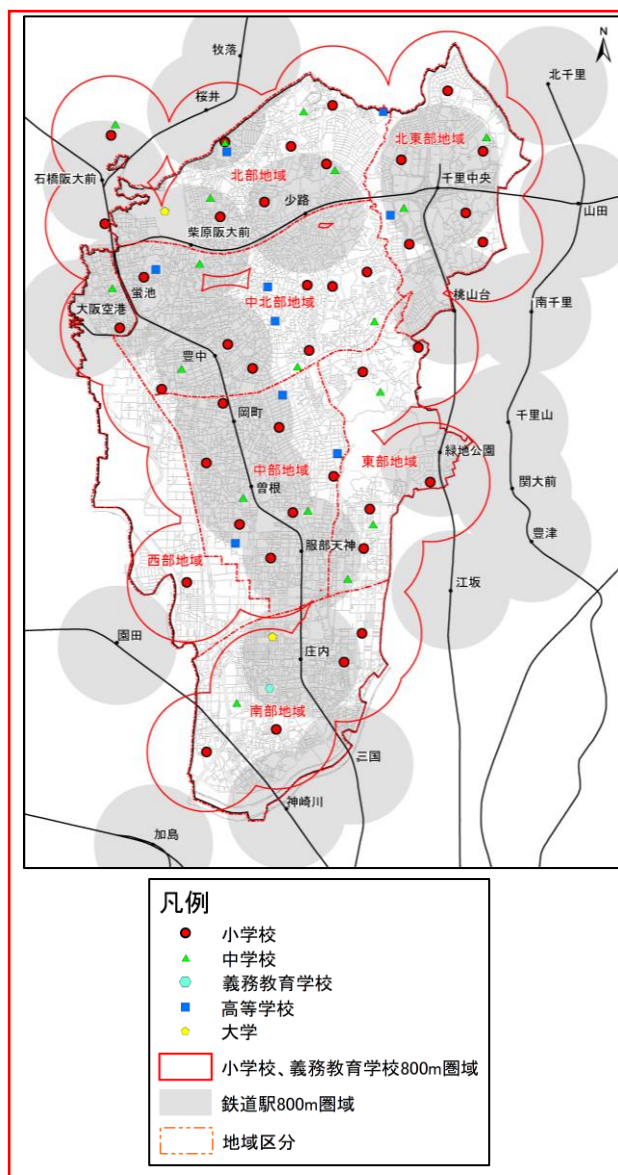 牧落
N
桜井
北千里
北東部地域
石橋阪大前
北部地域
千里中央
少路
山田
柴原阪大前
蛍池
大阪空港
中北部地域
桃山台
南千里
豊中
岡町
千里山
緑地公園
中部地域
東部地域
曽根
関大前
豊津
服部天神
西部地域
江坂
園田
庄内
南部地域
三国
神崎川
加島
凡例
小学校
中学校
義務教育学校
高等学校
大学
小学校、義務教育学校800m圏域
鉄道駅800m圏域
地域区分